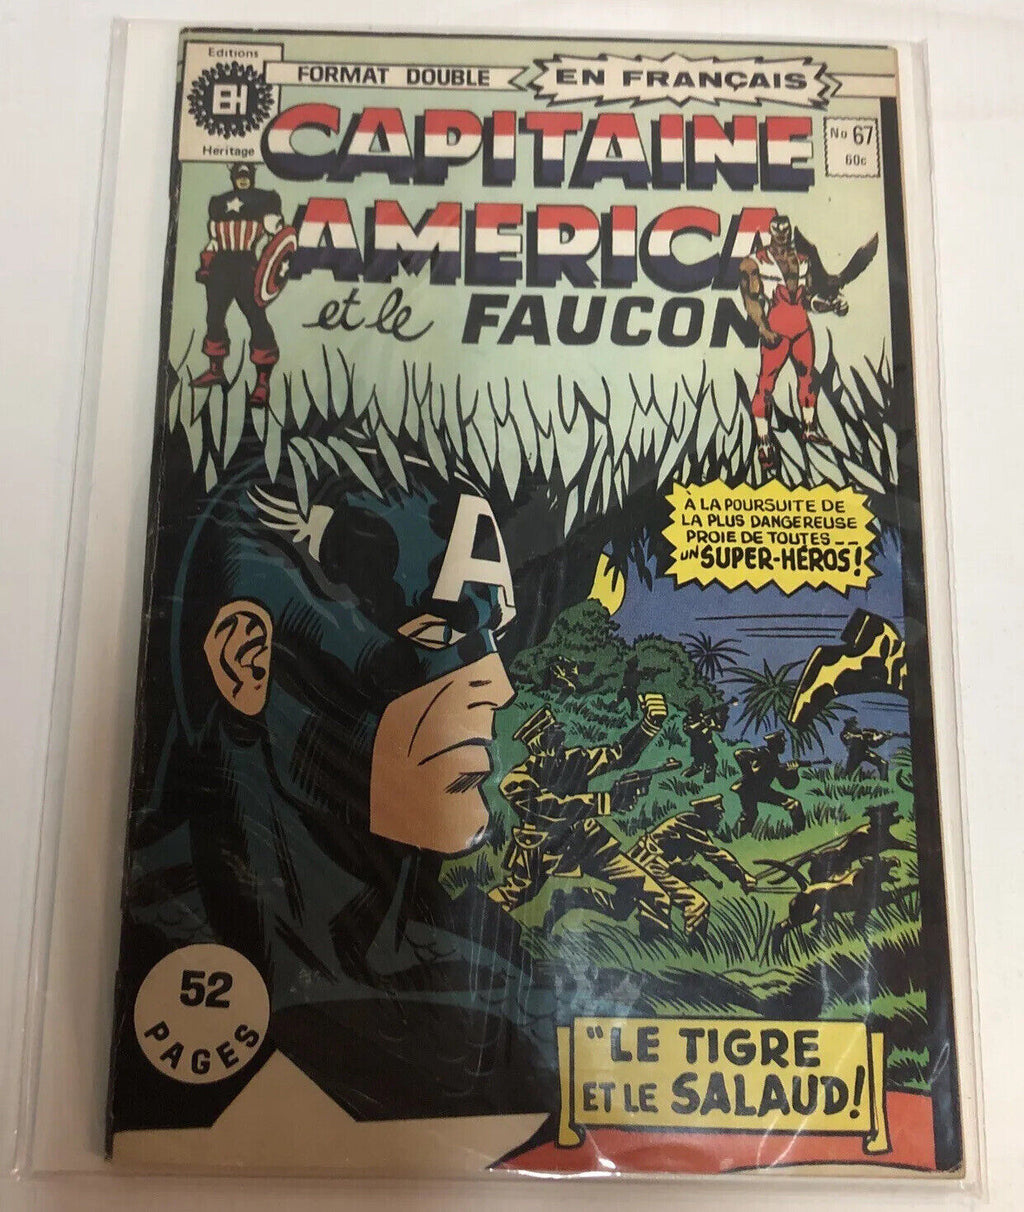 Editions
EH
Heritage
FORMAT DOUBLE
EN FRANÇAIS
CAPITAINE
AMERICA
et le FAUCON
No 67
60c
À LA POURSUITE DE
LA PLUS DANGEREUSE
PROIE DE TOUTES --
UN SUPER-HÉROS!
A
52
PAGES
"LE TIGRE
ET LE SALAUD!